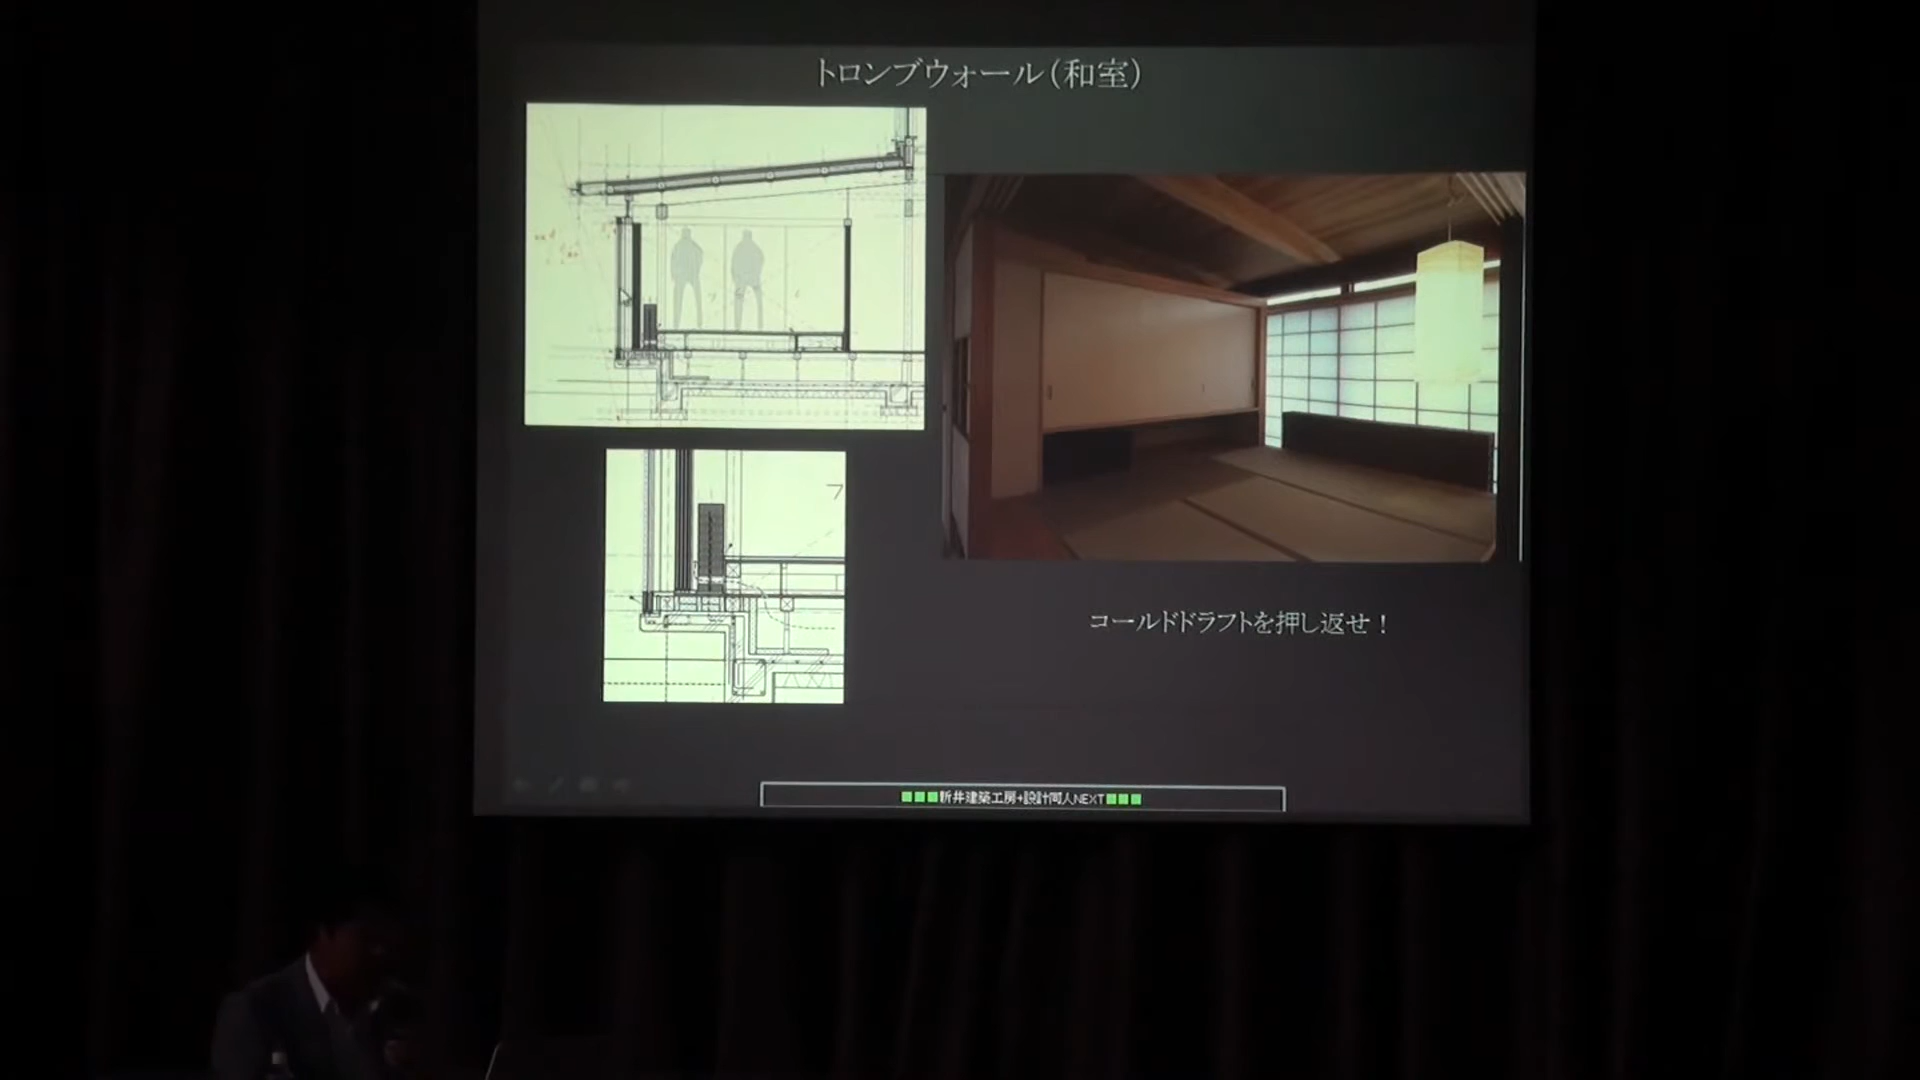 トロンブウォール(和室)
フ
コールドドラフトを押し返せ！
■■■新井建築工房+設計同人NEXT■■■